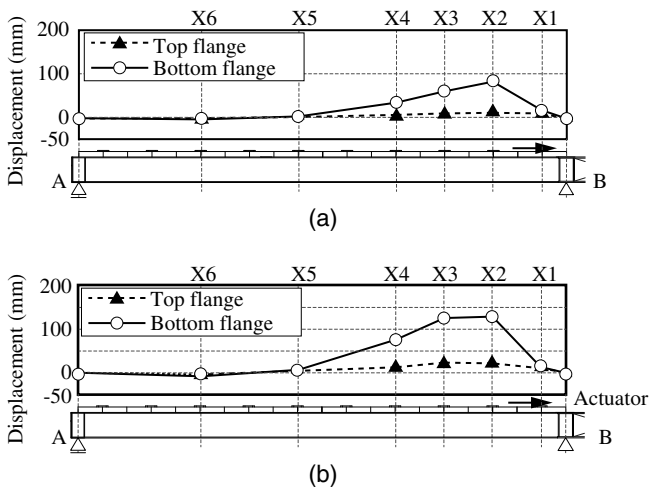 X6 X5 X4 X3 X2 X1
200
100
0
-50
Displacement (mm)
Top flange
Bottom flange
A B
(a)
X6 X5 X4 X3 X2 X1
200
100
0
-50
Displacement (mm)
Top flange
Bottom flange
Actuator
A B
(b)